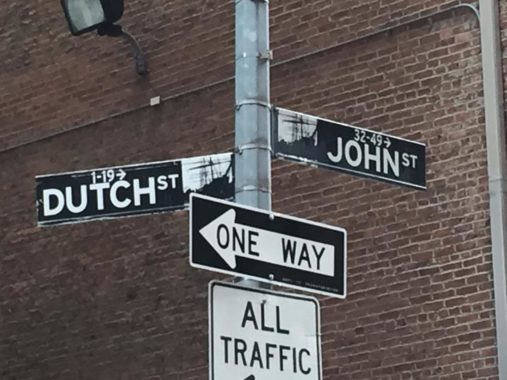 1-19→
DUTCH ST
32-49→
JOHN ST
ONE WAY
ALL
TRAFFIC